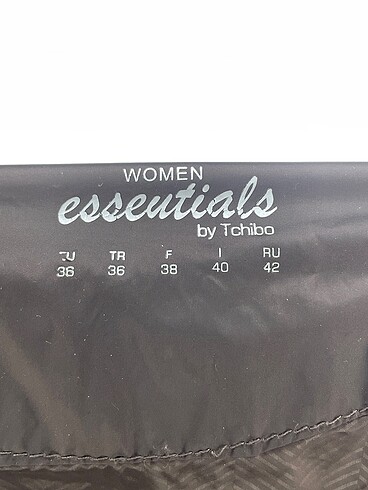 WOMEN
essentials
by Tchibo
TR F I RU
36 36 38 40 42